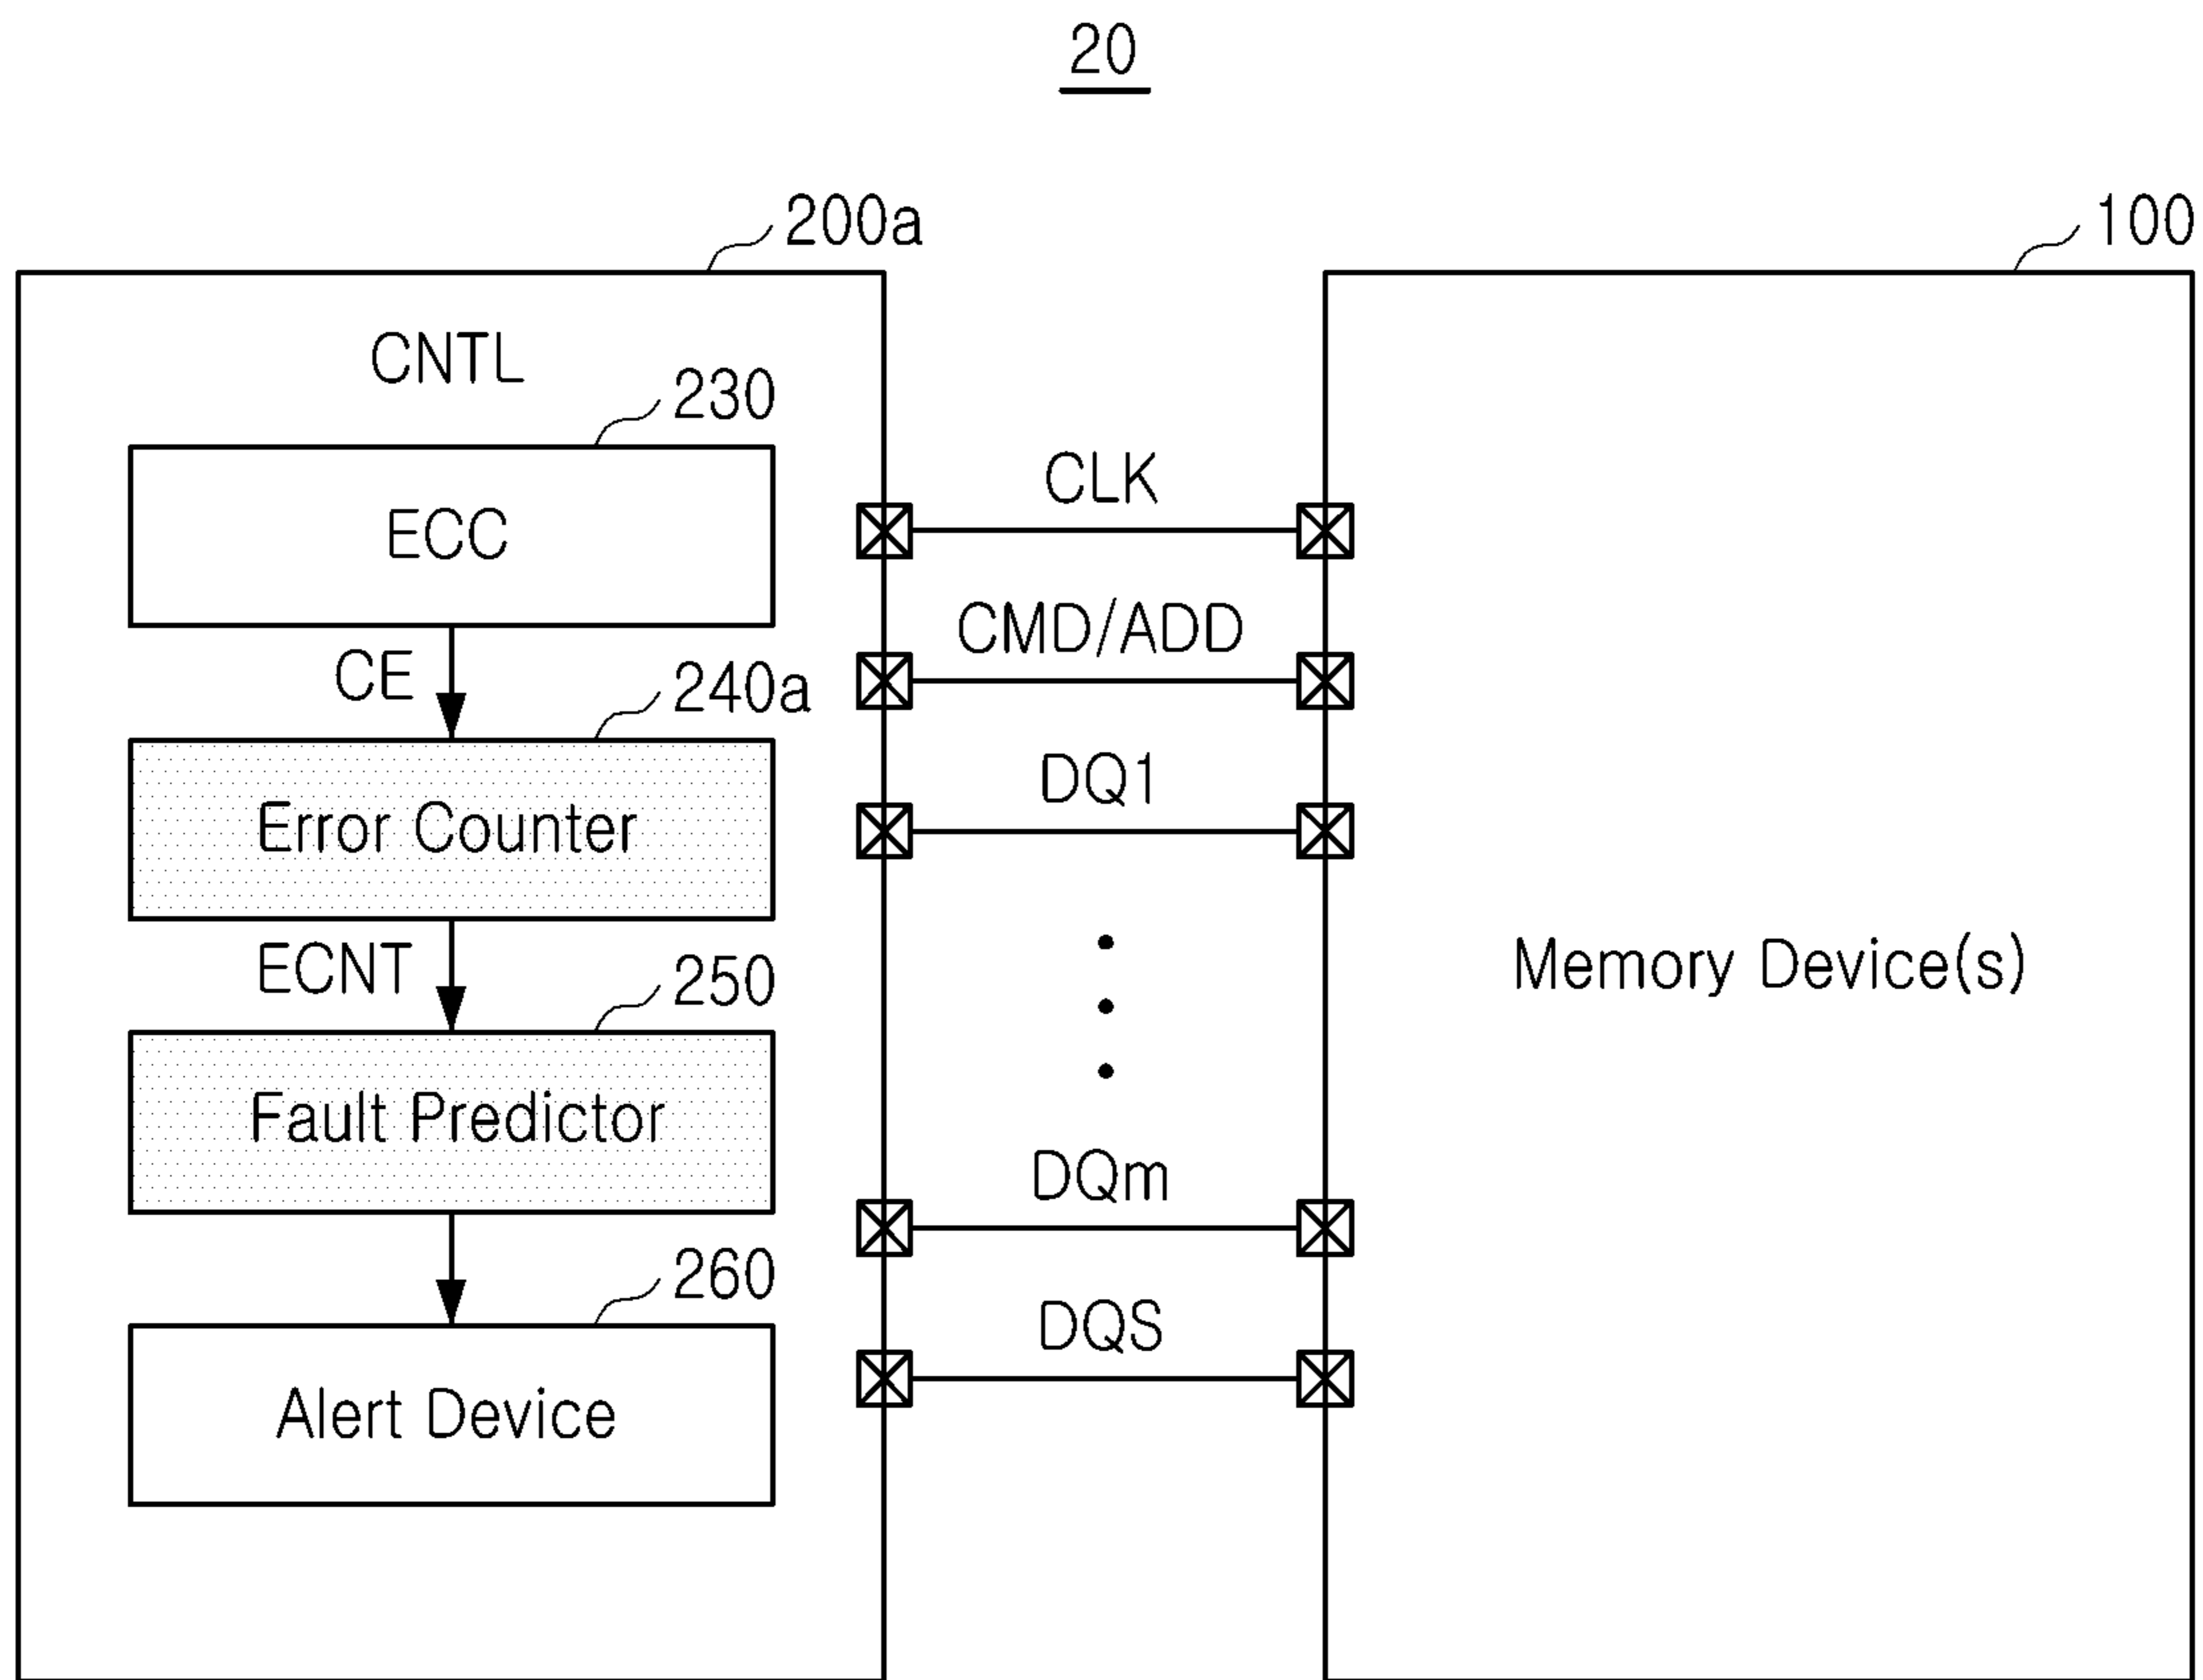 20
200a
100
CNTL
230
ECC
CE
240a
Error Counter
ECNT
250
Fault Predictor
260
Alert Device
CLK
CMD/ADD
DQ1
DQm
DQS
Memory Device(s)